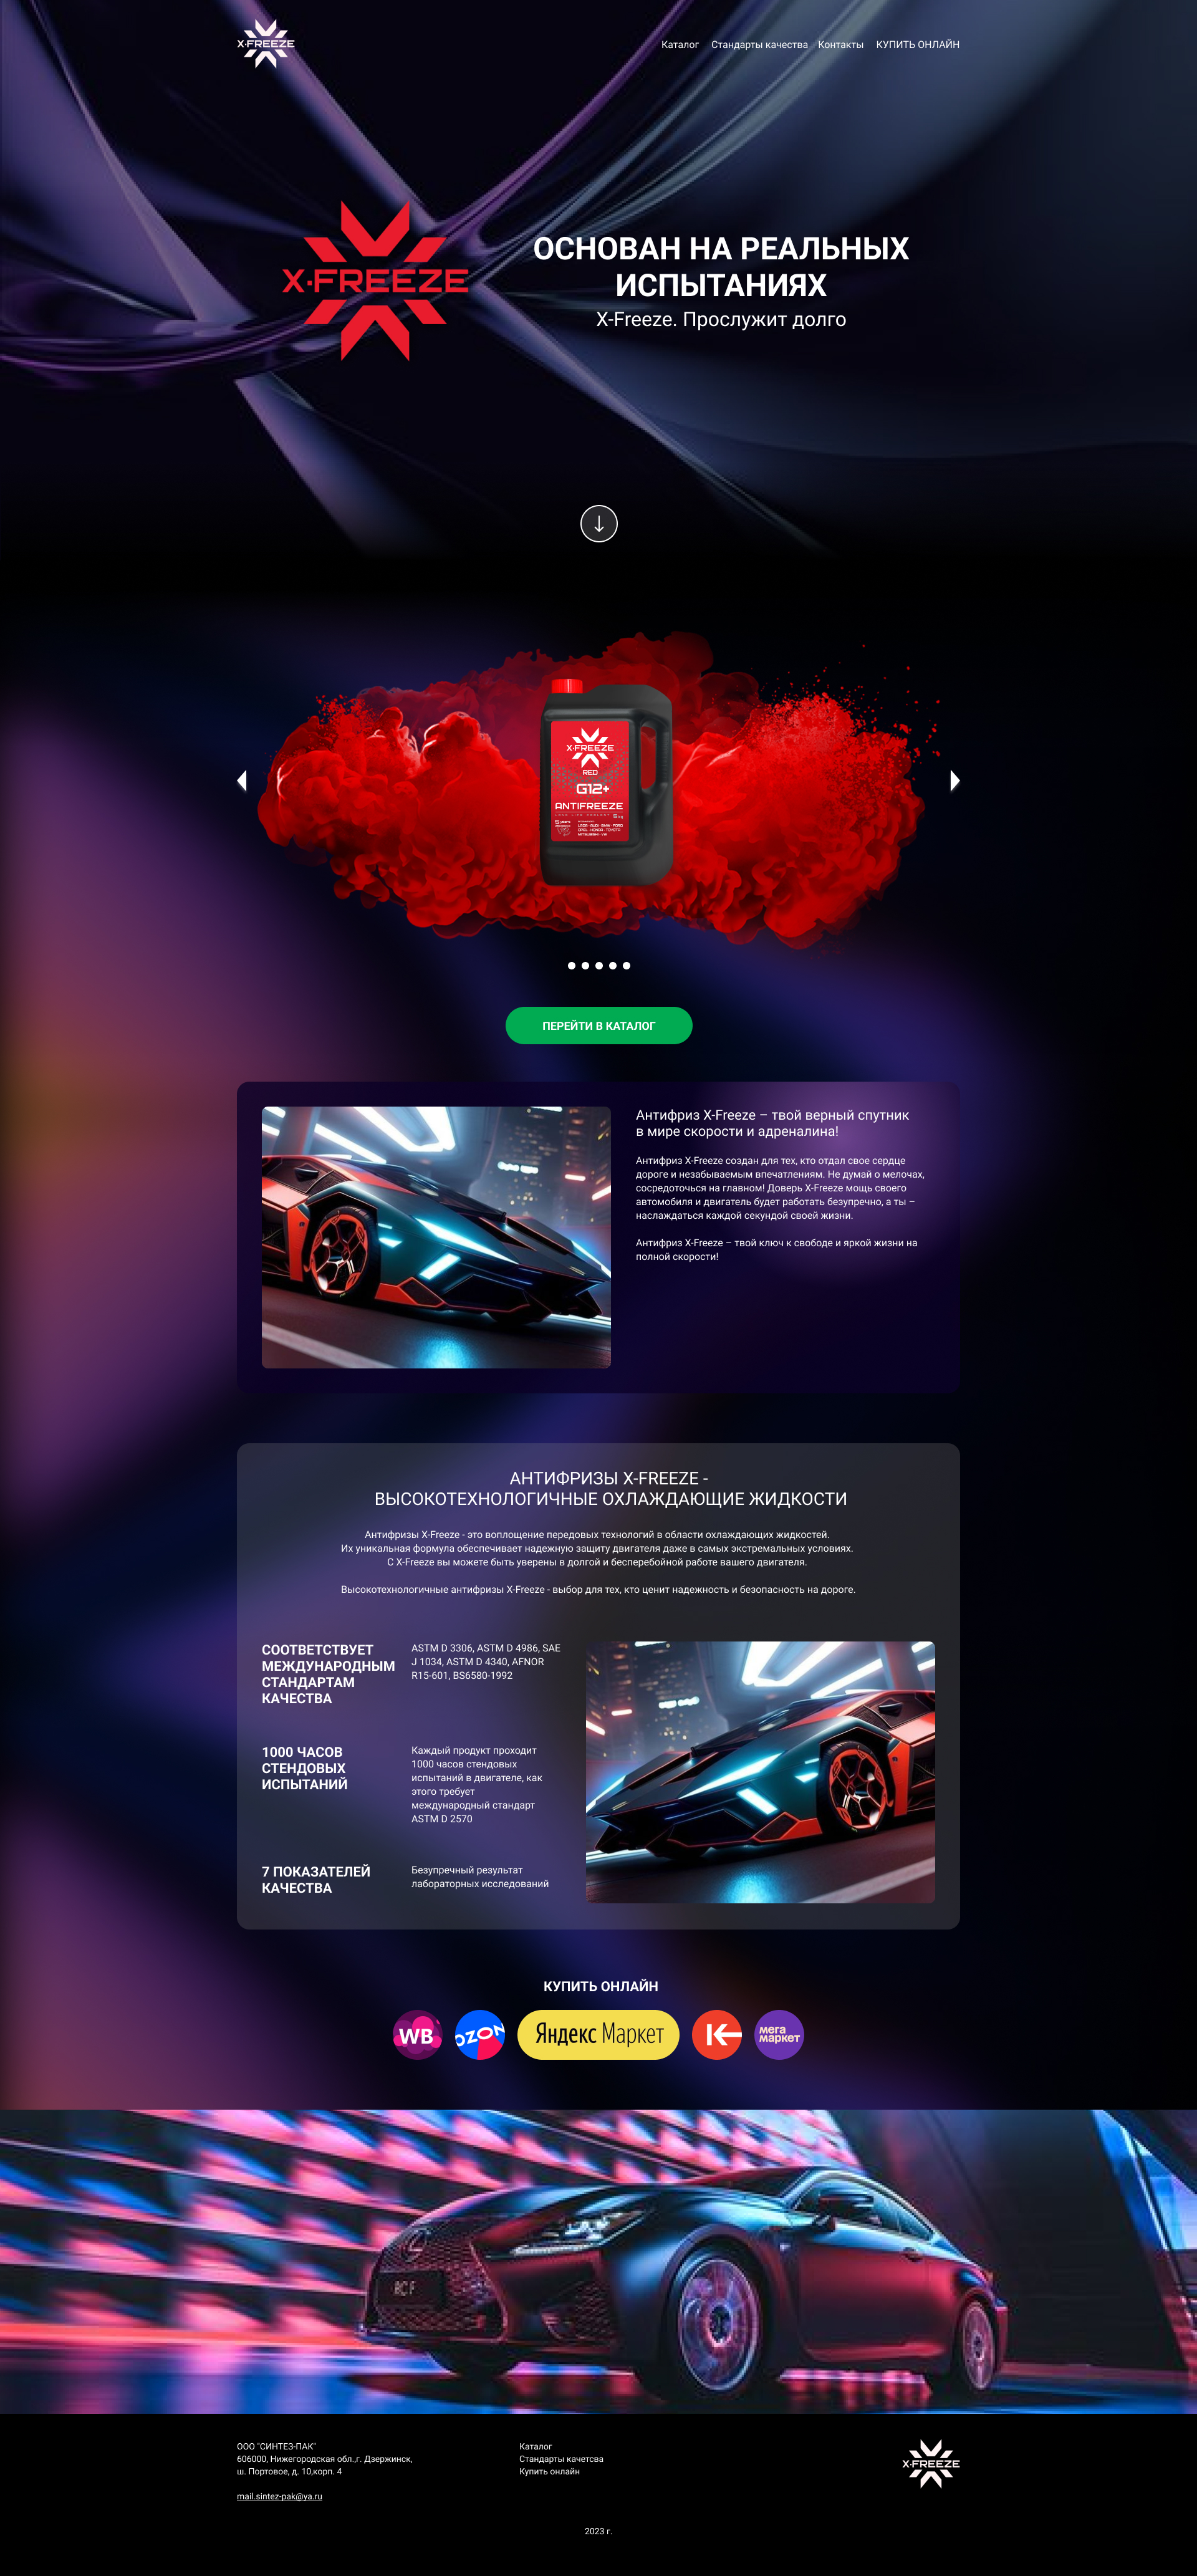 X·FREEZE
Каталог Стандарты качества Контакты КУПИТЬ ОНЛАЙН
X·FREEZE
ОСНОВАН НА РЕАЛЬНЫХ
ИСПЫТАНИЯХ
X-Freeze. Прослужит долго
X·FREEZE
RED
G12+
ANTIFREEZE
LONG LIFE COOLANT 5kg
5 years
ПЕРЕЙТИ В КАТАЛОГ
Антифриз X-Freeze – твой верный спутник
в мире скорости и адреналина!
Антифриз X-Freeze создан для тех, кто отдал свое сердце
дороге и незабываемым впечатлениям. Не думай о мелочах,
сосредоточься на главном! Доверь X-Freeze мощь своего
автомобиля и двигатель будет работать безупречно, а ты –
наслаждаться каждой секундой своей жизни.
Антифриз X-Freeze – твой ключ к свободе и яркой жизни на
полной скорости!
АНТИФРИЗЫ X-FREEZE -
ВЫСОКОТЕХНОЛОГИЧНЫЕ ОХЛАЖДАЮЩИЕ ЖИДКОСТИ
Антифризы X-Freeze - это воплощение передовых технологий в области охлаждающих жидкостей.
Их уникальная формула обеспечивает надежную защиту двигателя даже в самых экстремальных условиях.
С X-Freeze вы можете быть уверены в долгой и бесперебойной работе вашего двигателя.
Высокотехнологичные антифризы X-Freeze - выбор для тех, кто ценит надежность и безопасность на дороге.
СООТВЕТСТВУЕТ
МЕЖДУНАРОДНЫМ
СТАНДАРТАМ
КАЧЕСТВА
ASTM D 3306, ASTM D 4986, SAE
J 1034, ASTM D 4340, AFNOR
R15-601, BS6580-1992
1000 ЧАСОВ
СТЕНДОВЫХ
ИСПЫТАНИЙ
Каждый продукт проходит
1000 часов стендовых
испытаний в двигателе, как
этого требует
международный стандарт
ASTM D 2570
7 ПОКАЗАТЕЛЕЙ
КАЧЕСТВА
Безупречный результат
лабораторных исследований
КУПИТЬ ОНЛАЙН
WB
OZON
Яндекс Маркет
К
мега
маркет
RC F
ООО "СИНТЕЗ-ПАК"
606000, Нижегородская обл.,г. Дзержинск,
ш. Портовое, д. 10,корп. 4
mail.sintez-pak@ya.ru
Каталог
Стандарты качетсва
Купить онлайн
X·FREEZE
2023 г.